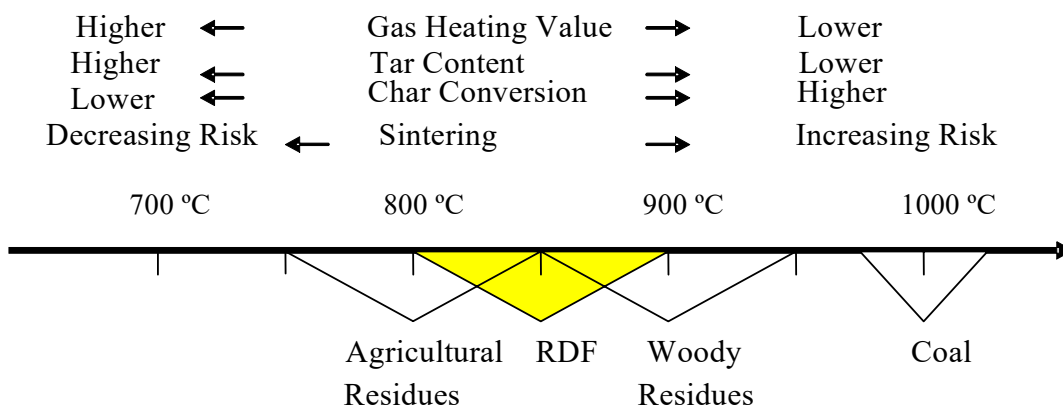 Higher Gas Heating Value Lower
Higher Tar Content Lower
Lower Char Conversion Higher
Decreasing Risk Sintering Increasing Risk
700 ºC 800 ºC 900 ºC 1000 ºC
Agricultural RDF Woody Coal
Residues Residues